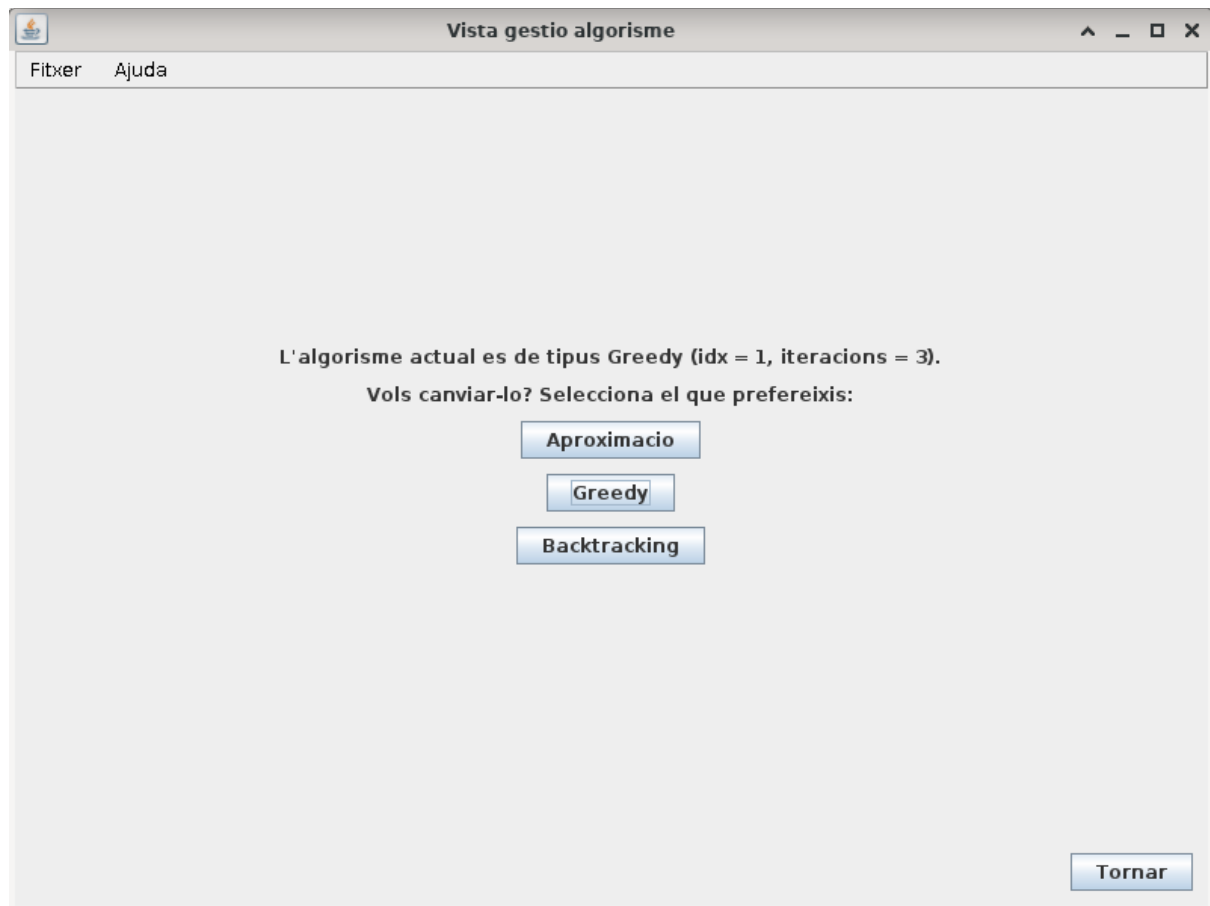 Vista gestio algorisme
Fitxer Ajuda
L'algorisme actual es de tipus Greedy (idx = 1, iteracions = 3).
Vols canviar-lo? Selecciona el que prefereixis:
Aproximacio
Greedy
Backtracking
Tornar